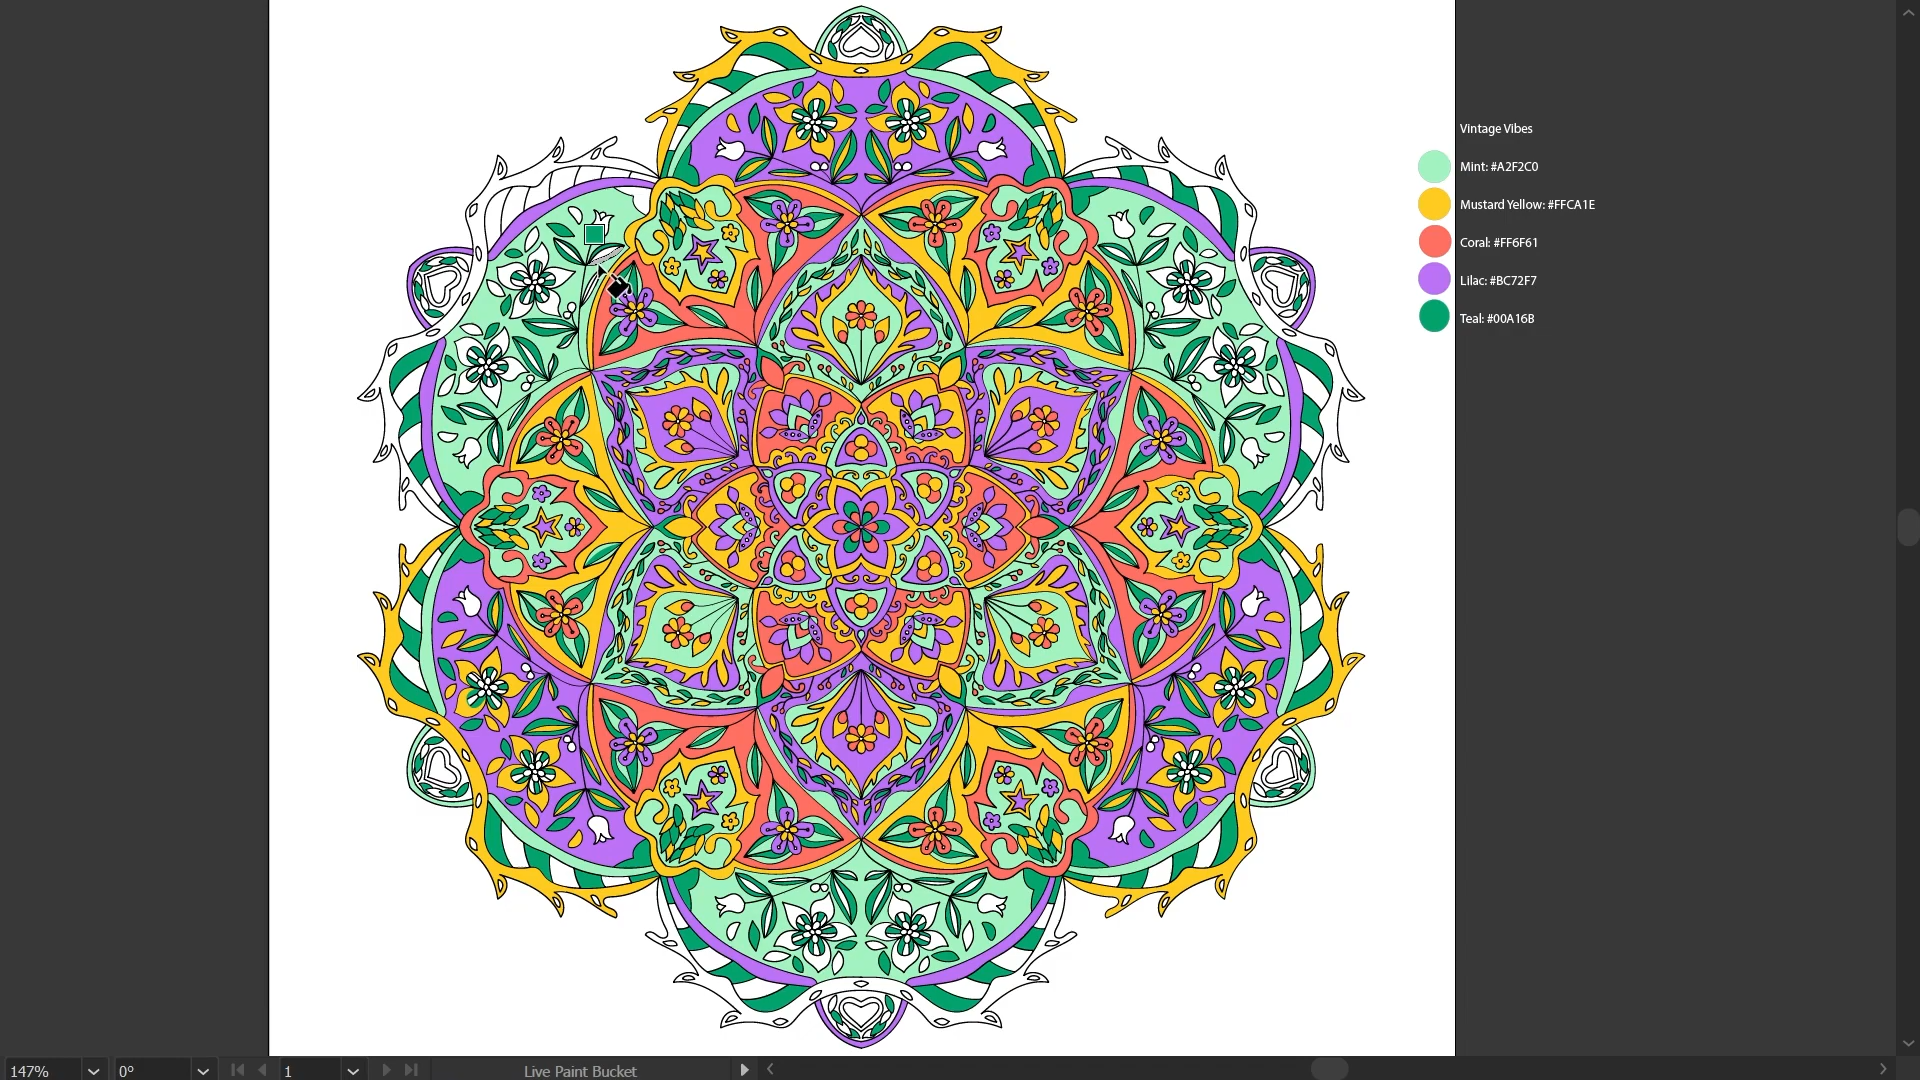 Vintage Vibes
Mint: #A2F2C0
Mustard Yellow: #FFCA1E
Coral: #FF6F61
Lilac: #BC72F7
Teal: #00A16B
147%
0°
1
Live Paint Bucket